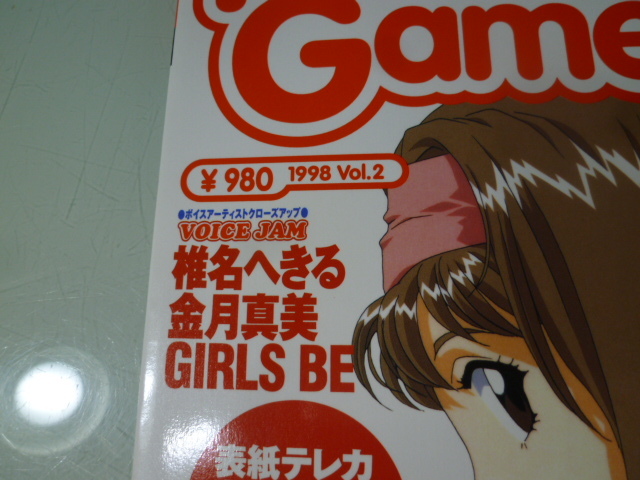 Game
¥980 1998 Vol.2
●ボイスアーティストクローズアップ●
VOICE JAM
椎名へきる
金月真美
GIRLS BE
表紙テレカ